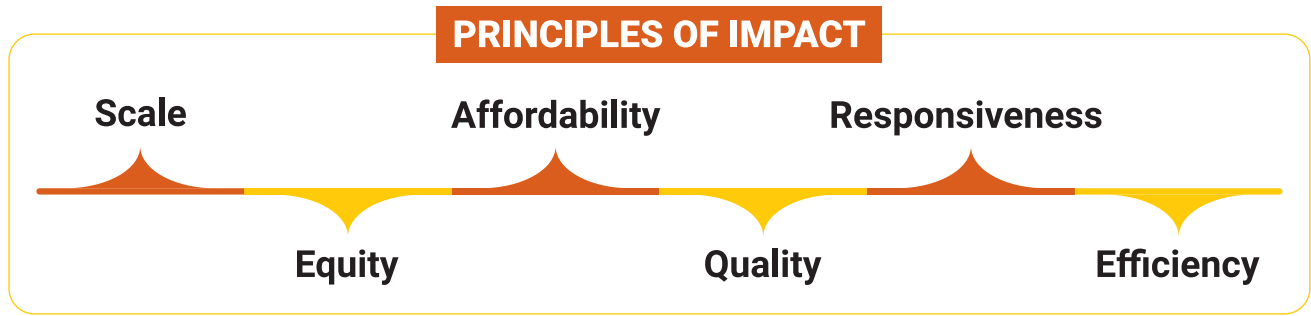 PRINCIPLES OF IMPACT
Scale
Affordability
Responsiveness
Equity
Quality
Efficiency